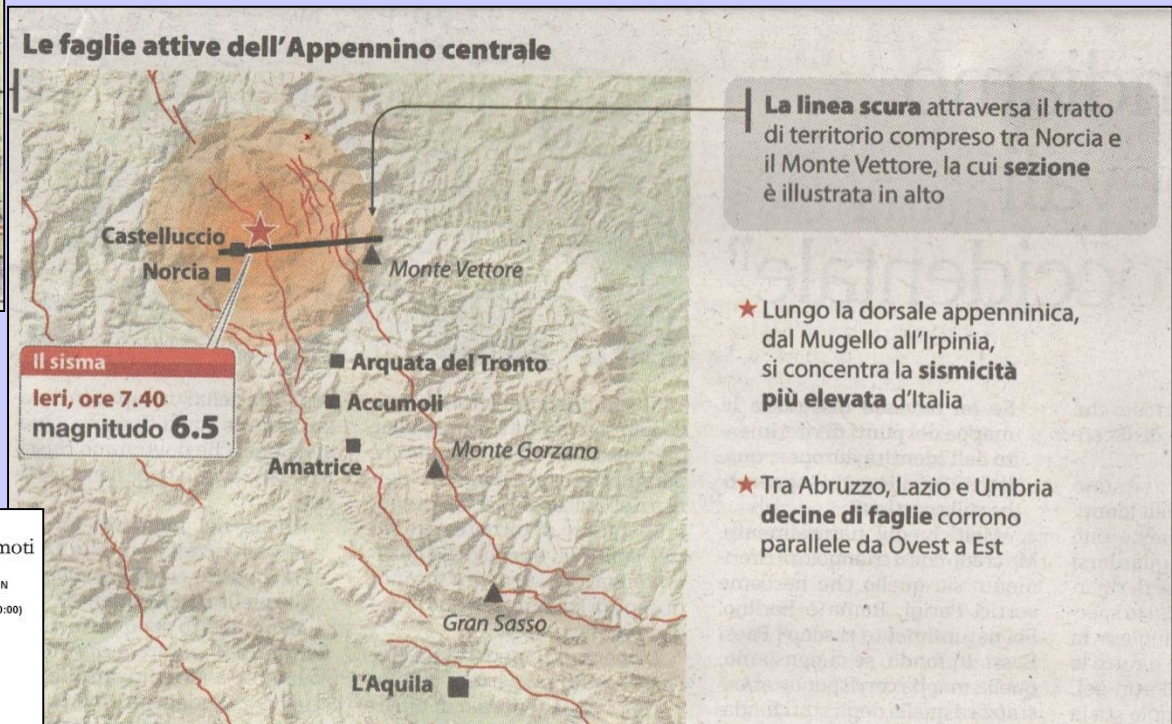 Le faglie attive dell'Appennino centrale
La linea scura attraversa il tratto
di territorio compreso tra Norcia e
il Monte Vettore, la cui sezione
è illustrata in alto
Castelluccio
Norcia
Monte Vettore
Il sisma
Ieri, ore 7.40
magnitudo 6.5
Arquata del Tronto
Accumoli
Amatrice
Monte Gorzano
Gran Sasso
L'Aquila
Lungo la dorsale appenninica,
dal Mugello all'Irpinia,
si concentra la sismicità
più elevata d'Italia
Tra Abruzzo, Lazio e Umbria
decine di faglie corrono
parallele da Ovest a Est
moti
N
0:00)